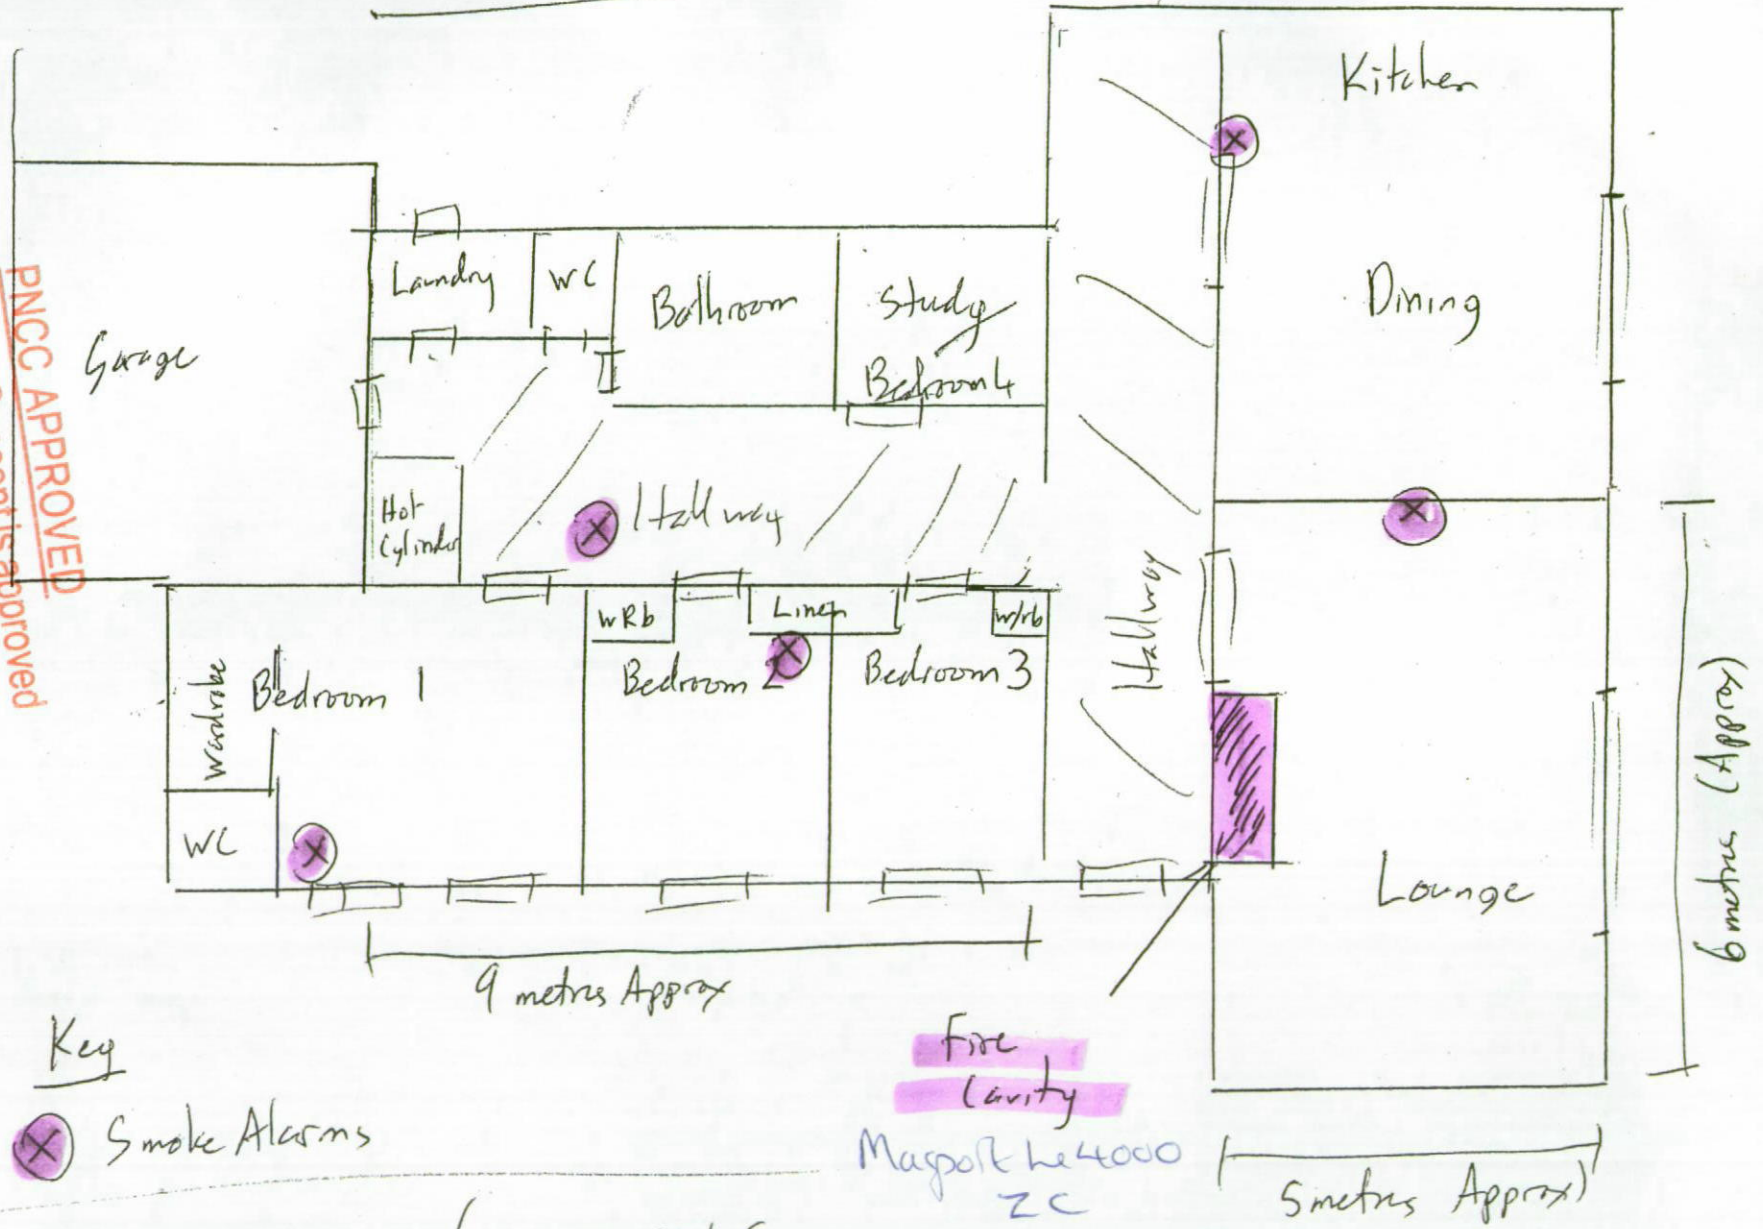 Kitchen
Laundry
WC
Bathroom
Study/
Bedroom 4
Dining
Garage
PNCC APPROVED
approved
Hot
Cylinder
Hallway
Hallway
WRb
Linen
w/rb
Wardrobe
Bedroom 1
Bedroom 2
Bedroom 3
WC
Lounge
6 metres (Approx)
9 metres Approx
Key
Smoke Alarms
Fire
Cavity
4000
ZC
5 metres Approx)